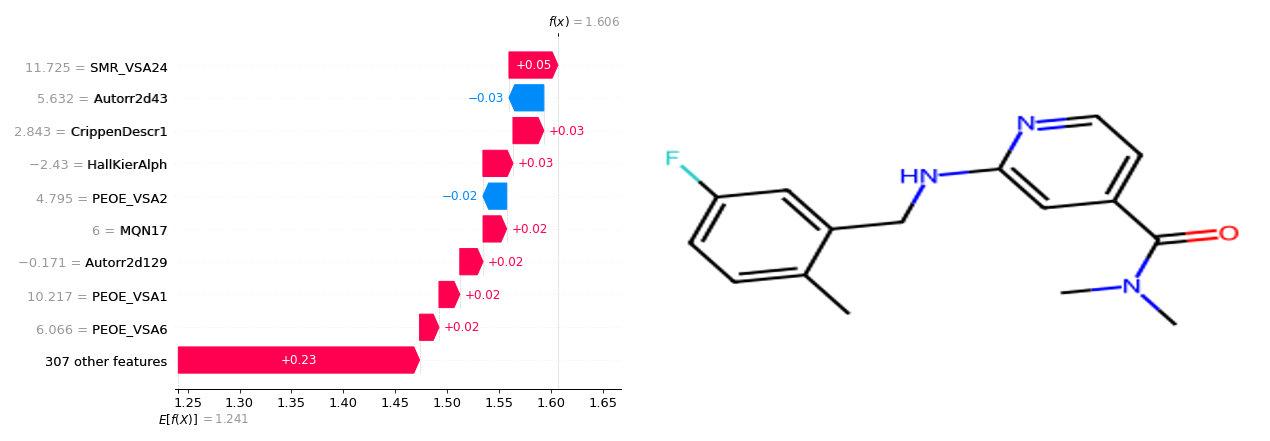 f(x) = 1.606
11.725 = SMR_VSA24
+0.05
5.632 = Autorr2d43
−0.03
2.843 = CrippenDescr1
+0.03
−2.43 = HallKierAlph
+0.03
4.795 = PEOE_VSA2
−0.02
6 = MQN17
+0.02
−0.171 = Autorr2d129
+0.02
10.217 = PEOE_VSA1
+0.02
6.066 = PEOE_VSA6
+0.02
307 other features
+0.23
1.25 1.30 1.35 1.40 1.45 1.50 1.55 1.60 1.65
E[f(X)] = 1.241
N
F
HN
O
N